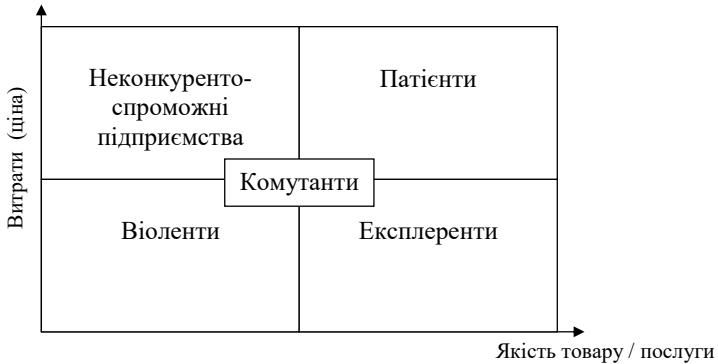 Витрати (ціна)
Неконкуренто-
спроможні
підприємства
Патієнти
Комутанти
Віоленти
Експлеренти
Якість товару / послуги